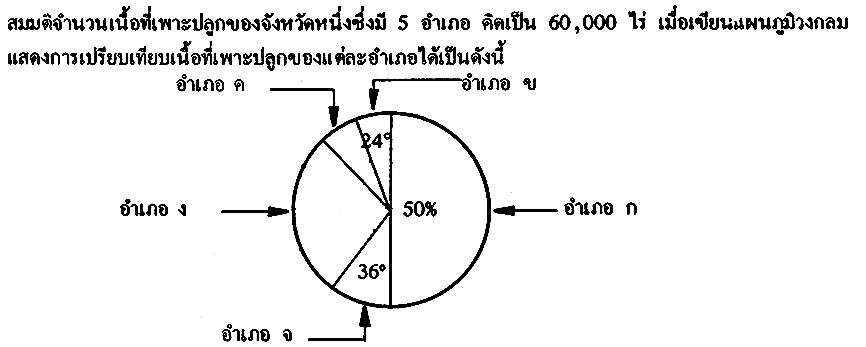 สมมติจำนวนเนื้อที่เพาะปลูกของจังหวัดหนึ่งซึ่งมี 5 อำเภอ คิดเป็น 60,000 ไร่ เมื่อเขียนแผนภูมิวงกลม
แสดงการเปรียบเทียบเนื้อที่เพาะปลูกของแต่ละอำเภอได้เป็นดังนี้
อำเภอ ค อำเภอ ข
24°
อำเภอ ง 50% อำเภอ ก
36°
อำเภอ จ